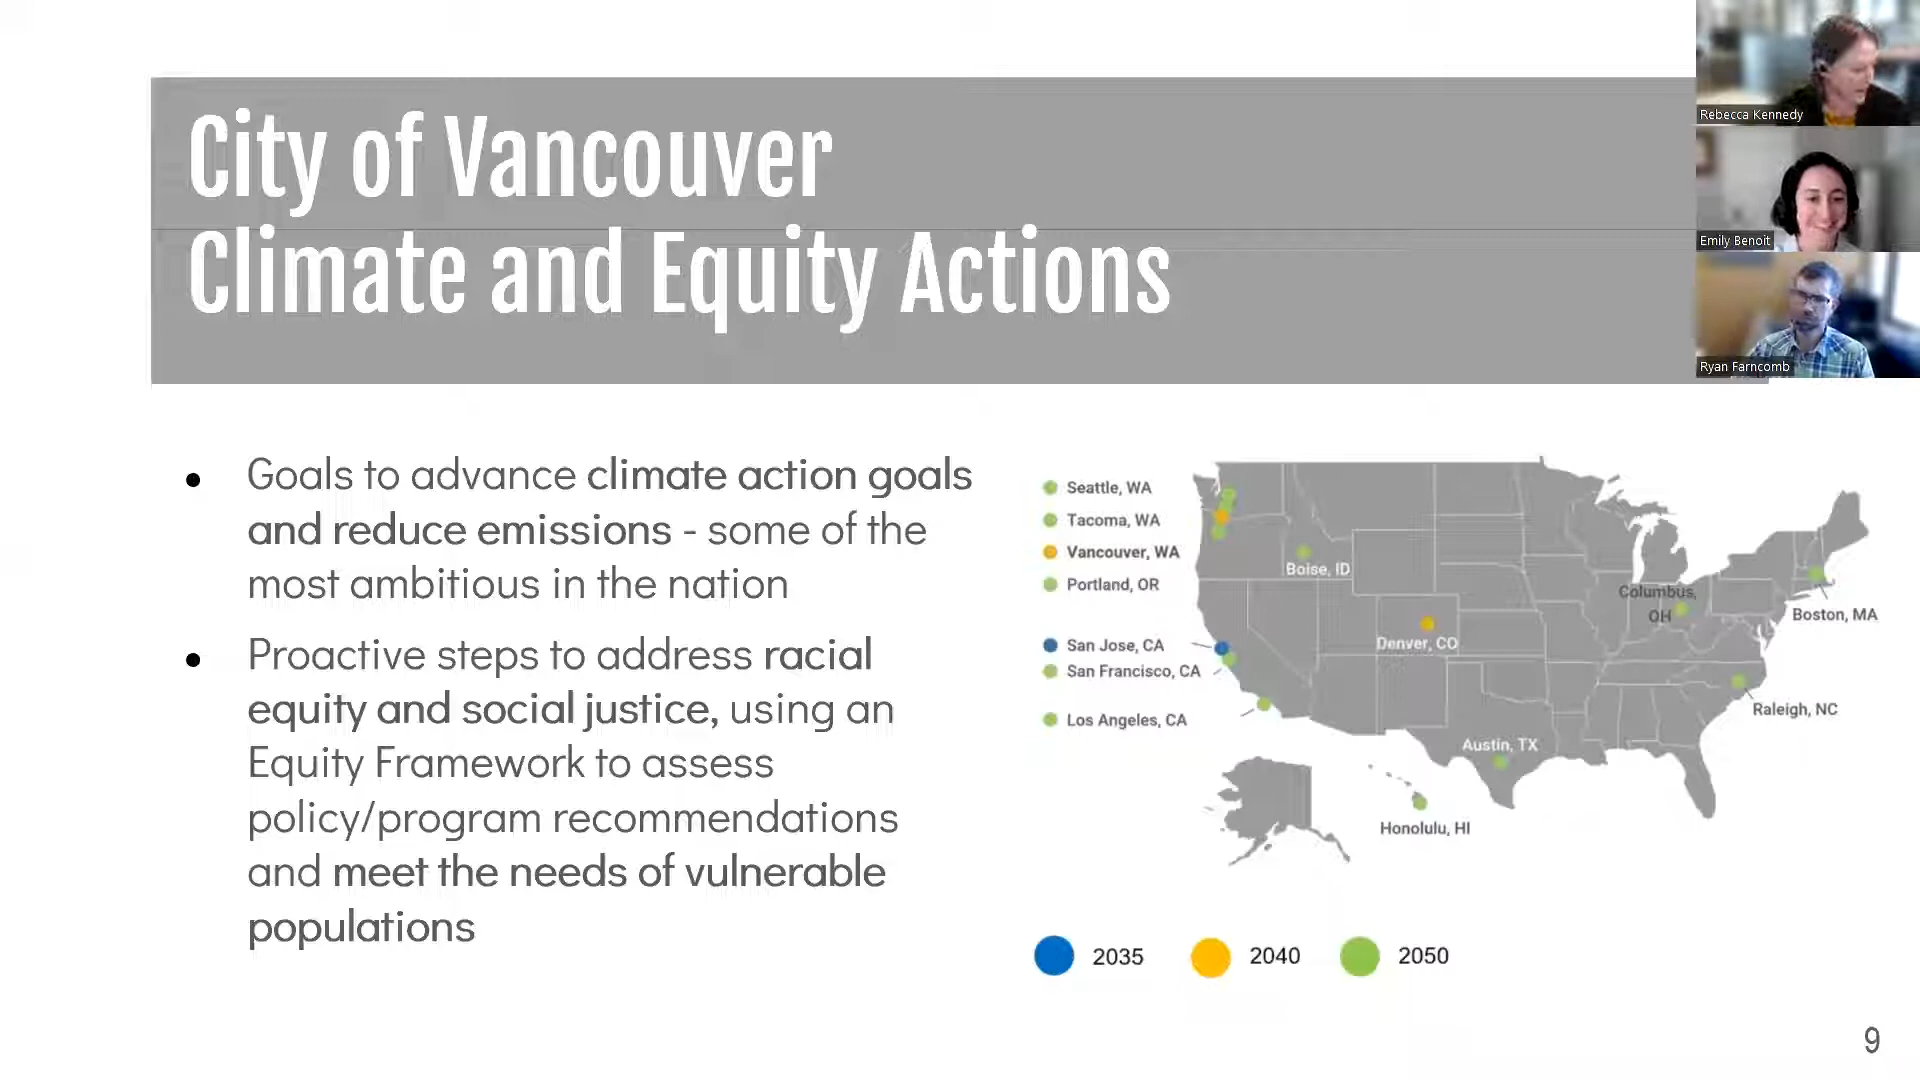 City of Vancouver
Climate and Equity Actions
Rebecca Kennedy
Emily Benoit
Ryan Farncomb
● Goals to advance climate action goals
and reduce emissions - some of the
most ambitious in the nation
● Proactive steps to address racial
equity and social justice, using an
Equity Framework to assess
policy/program recommendations
and meet the needs of vulnerable
populations
Seattle, WA
Tacoma, WA
Vancouver, WA
Portland, OR
San Jose, CA
San Francisco, CA
Los Angeles, CA
Boise, ID
Denver, CO
Columbus,
OH
Boston, MA
Raleigh, NC
Austin, TX
Honolulu, HI
2035
2040
2050
9